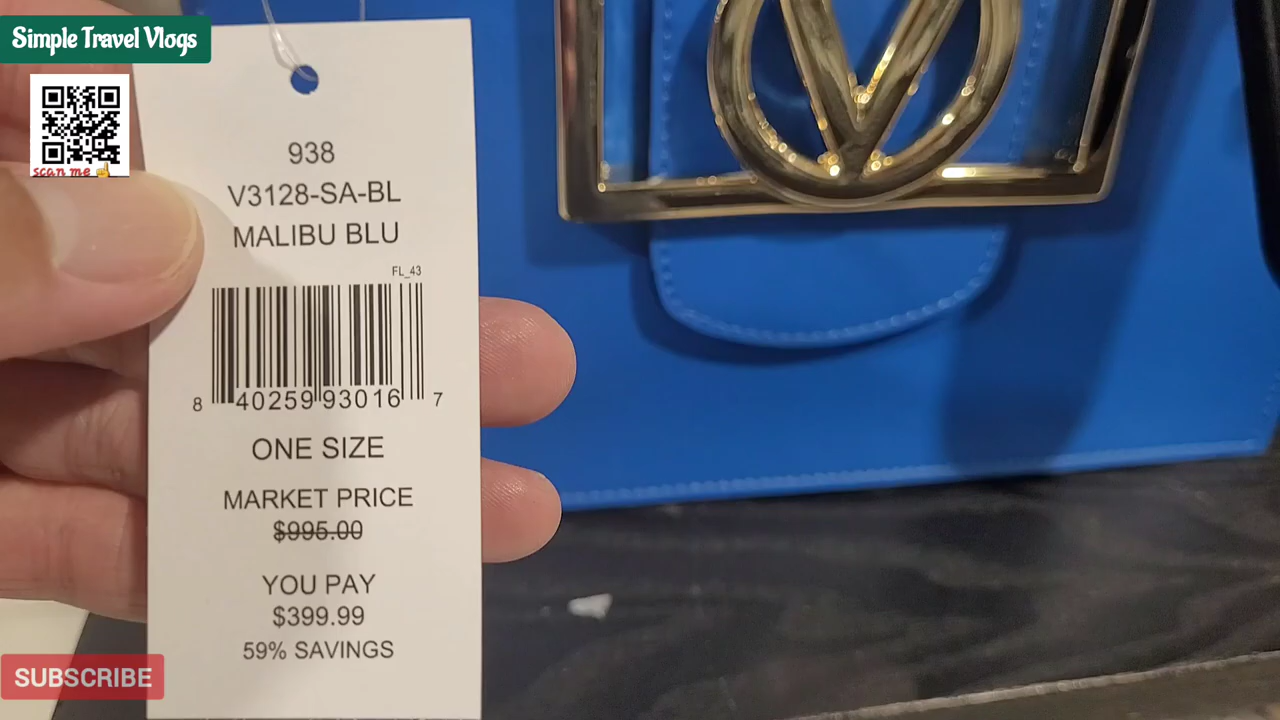 Simple Travel Vlogs
scan me
938
V3128-SA-BL
MALIBU BLU
FL_43
8 40259 93016 7
ONE SIZE
MARKET PRICE
$995.00
YOU PAY
$399.99
59% SAVINGS
SUBSCRIBE